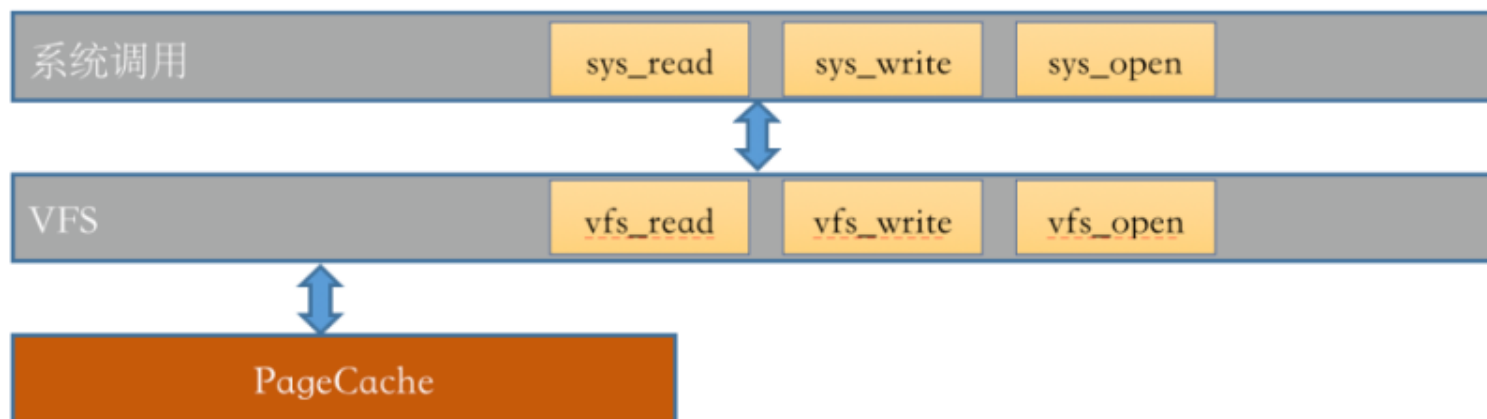 系统调用 sys_read sys_write sys_open
VFS vfs_read vfs_write vfs_open
PageCache